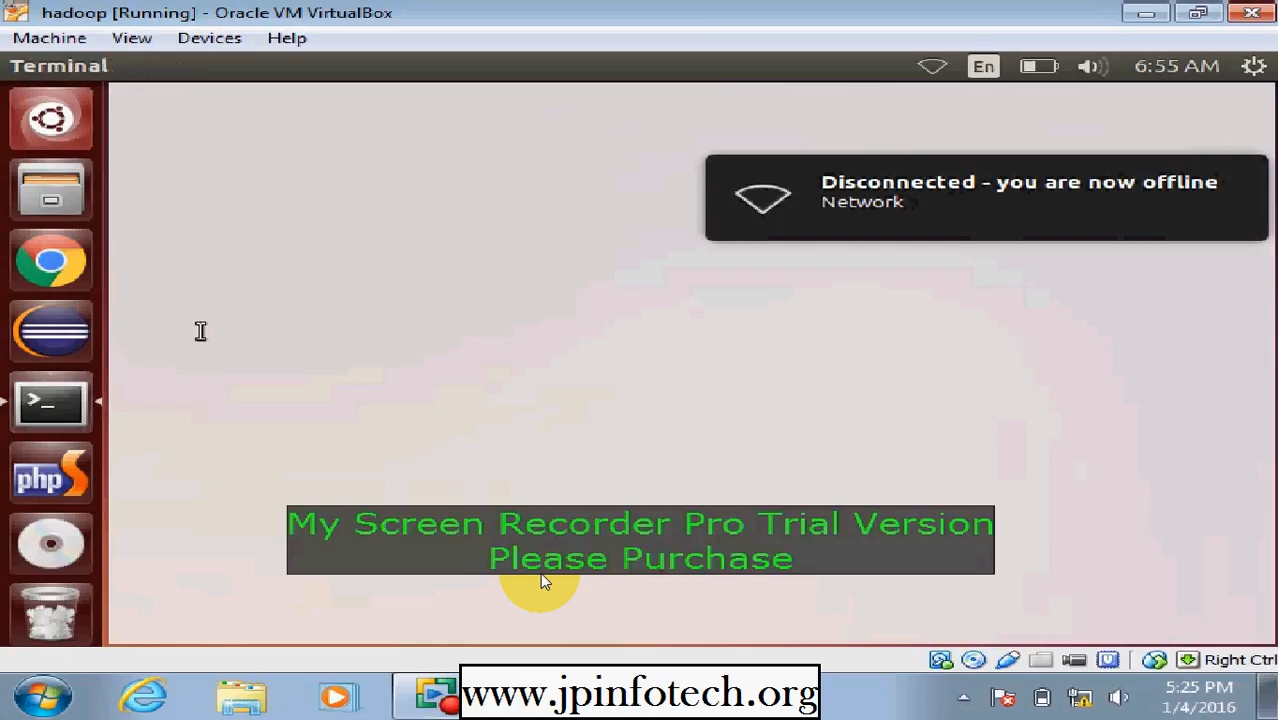 hadoop [Running] - Oracle VM VirtualBox
Machine View Devices Help
Terminal
En
6:55 AM
Disconnected - you are now offline
Network
>_
php
My Screen Recorder Pro Trial Version
Please Purchase
Right Ctrl
www.jpinfotech.org
5:25 PM
1/4/2016